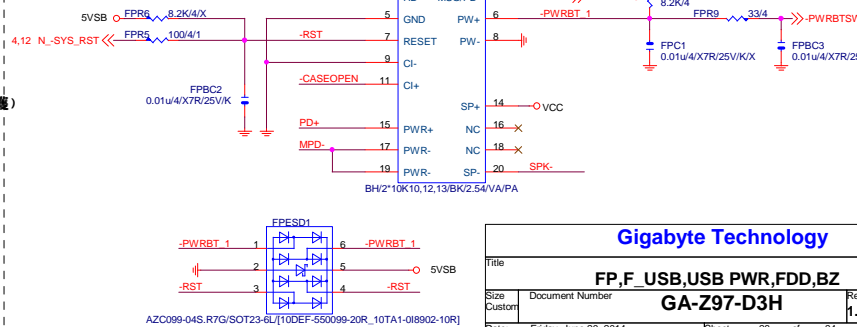 8.2K/4
5VSB FPR6 8.2K/4/X 5 GND PW+ 6 -PWRBT_1 FPR9 33/4 -PWRBTSW
4,12 N_-SYS_RST FPR5 100/4/1 -RST 7 RESET PW- 8
FPC1 FPBC3
0.01u/4/X7R/25V/K/X 0.01u/4/X7R/25
9 CI-
-CASEOPEN 11 CI+
FPBC2
0.01u/4/X7R/25V/K
SP+ 14 VCC
PD+ 15 PWR+ NC 16
MPD- 17 PWR- NC 18
19 PWR- SP- 20 SPK-
BH/2*10K10,12,13/BK/2.54/VA/PA
FPESD1
-PWRBT_1 1 6 -PWRBT_1
2 5 5VSB
-RST 3 4 -RST
AZC099-04S.R7G/SOT23-6L/[10DEF-550099-20R_10TA1-0I8902-10R]
Gigabyte Technology
Title
FP,F_USB,USB PWR,FDD,BZ
Size Document Number
Custom GA-Z97-D3H 1.